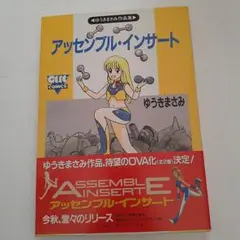 ◀ゆうきまさみ作品集▶
アッセンブル・インサート
COMICS
ゆうきまさみ
ゆうきまさみ作品、待望のOVA化決定!
ASSEMBLE
INSERT
アッセンブル・インサート
今秋、堂々のリリース